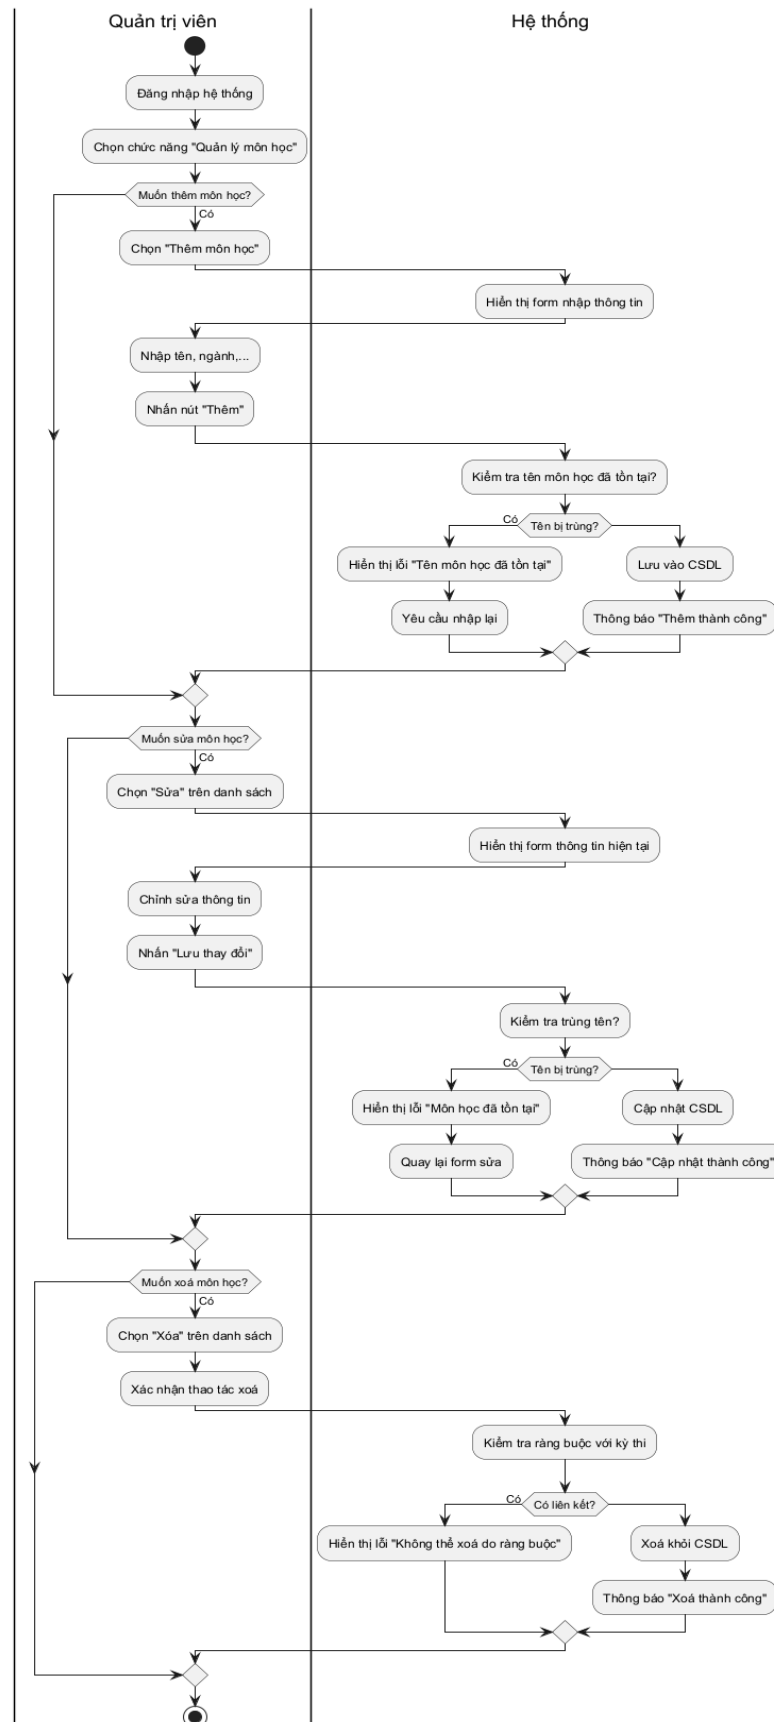 Quản trị viên
Hệ thống
Đăng nhập hệ thống
Chọn chức năng "Quản lý môn học"
Muốn thêm môn học?
Có
Chọn "Thêm môn học"
Hiển thị form nhập thông tin
Nhập tên, ngành,...
Nhấn nút "Thêm"
Kiểm tra tên môn học đã tồn tại?
Có
Tên bị trùng?
Hiển thị lỗi "Tên môn học đã tồn tại"
Lưu vào CSDL
Yêu cầu nhập lại
Thông báo "Thêm thành công"
Muốn sửa môn học?
Có
Chọn "Sửa" trên danh sách
Hiển thị form thông tin hiện tại
Chỉnh sửa thông tin
Nhấn "Lưu thay đổi"
Kiểm tra trùng tên?
Có
Tên bị trùng?
Hiển thị lỗi "Môn học đã tồn tại"
Cập nhật CSDL
Quay lại form sửa
Thông báo "Cập nhật thành công"
Muốn xoá môn học?
Có
Chọn "Xóa" trên danh sách
Xác nhận thao tác xoá
Kiểm tra ràng buộc với kỳ thi
Có
Có liên kết?
Hiển thị lỗi "Không thể xoá do ràng buộc"
Xoá khỏi CSDL
Thông báo "Xoá thành công"